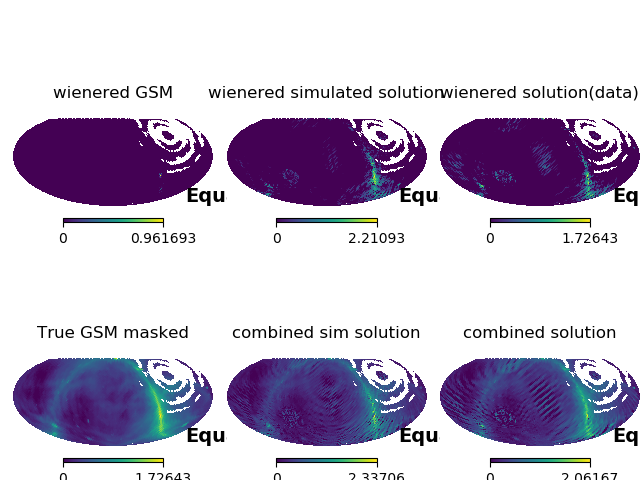 wienered GSM
wienered simulated solution
wienered solution(data)
Equ
Equ
Eq
0
0.961693
0
2.21093
0
1.72643
True GSM masked
combined sim solution
combined solution
Equ
Equ
Eq
0
1.72643
0
2.33706
0
2.06167